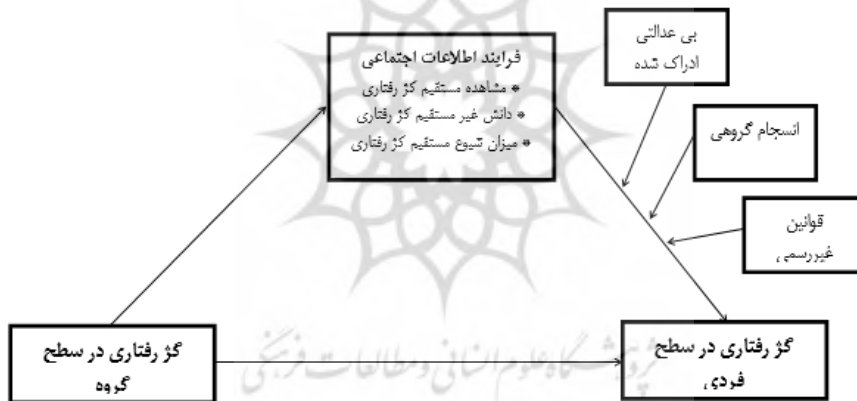 فرایند اطلاعات اجتماعی
* مشاهده مستقیم کژ رفتاری
* دانش غیر مستقیم کژ رفتاری
* میزان شیوع مستقیم کژ رفتاری
بی عدالتی
ادراک شده
انسجام گروهی
قوانین
غیررسمی
گژ رفتاری در سطح
گروه
گژ رفتاری در سطح
فردی
پژوهشگاه علوم انسانی و مطالعات فرهنگی